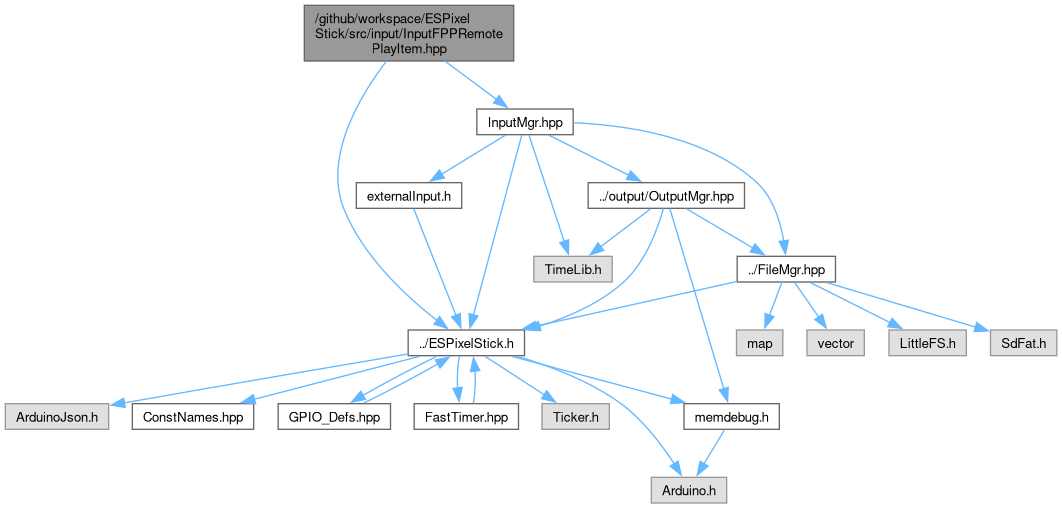 /github/workspace/ESPixel
Stick/src/input/InputFPPRemote
PlayItem.hpp
InputMgr.hpp
externalInput.h
../output/OutputMgr.hpp
TimeLib.h
../FileMgr.hpp
../ESPixelStick.h
map
vector
LittleFS.h
SdFat.h
ArduinoJson.h
ConstNames.hpp
GPIO_Defs.hpp
FastTimer.hpp
Ticker.h
memdebug.h
Arduino.h